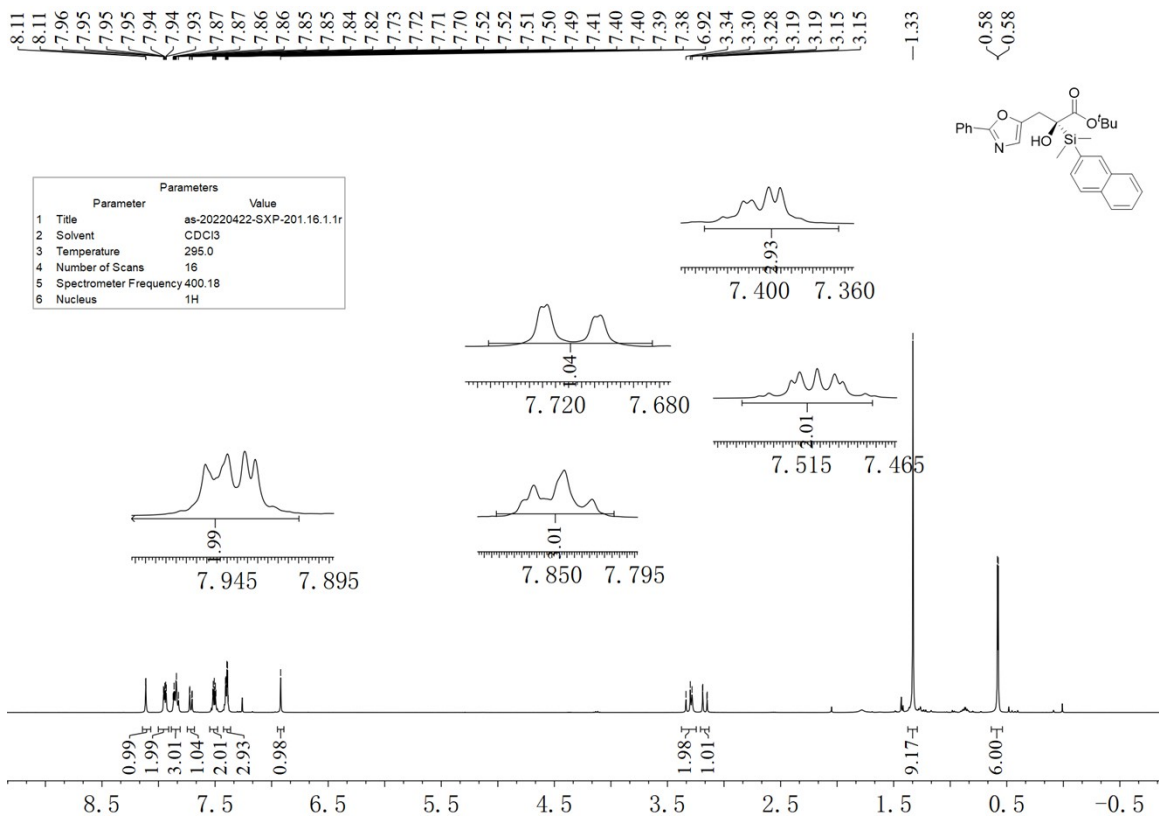 8.11 8.11 7.96 7.95 7.95 7.95 7.94 7.94 7.93 7.87 7.87 7.86 7.86 7.85 7.85 7.84 7.82 7.73 7.72 7.71 7.70 7.52 7.52 7.51 7.50 7.49 7.41 7.40 7.40 7.39 7.38 6.92 3.34 3.30 3.28 3.19 3.19 3.15 3.15 1.33 0.58 0.58
O
O
OtBu
Ph
N
HO
Si
Parameters
Parameter Value
1 Title as-20220422-SXP-201.16.1.1r
2 Solvent CDCl3
3 Temperature 295.0
4 Number of Scans 16
5 Spectrometer Frequency 400.18
6 Nucleus 1H
2.93
7.400 7.360
1.04
7.720 7.680
2.01
7.515 7.465
1.99
7.945 7.895
3.01
7.850 7.795
0.99 1.99 3.01 1.04 2.01 2.93 0.98 1.98 1.01 9.17 6.00
8.5 7.5 6.5 5.5 4.5 3.5 2.5 1.5 0.5 -0.5